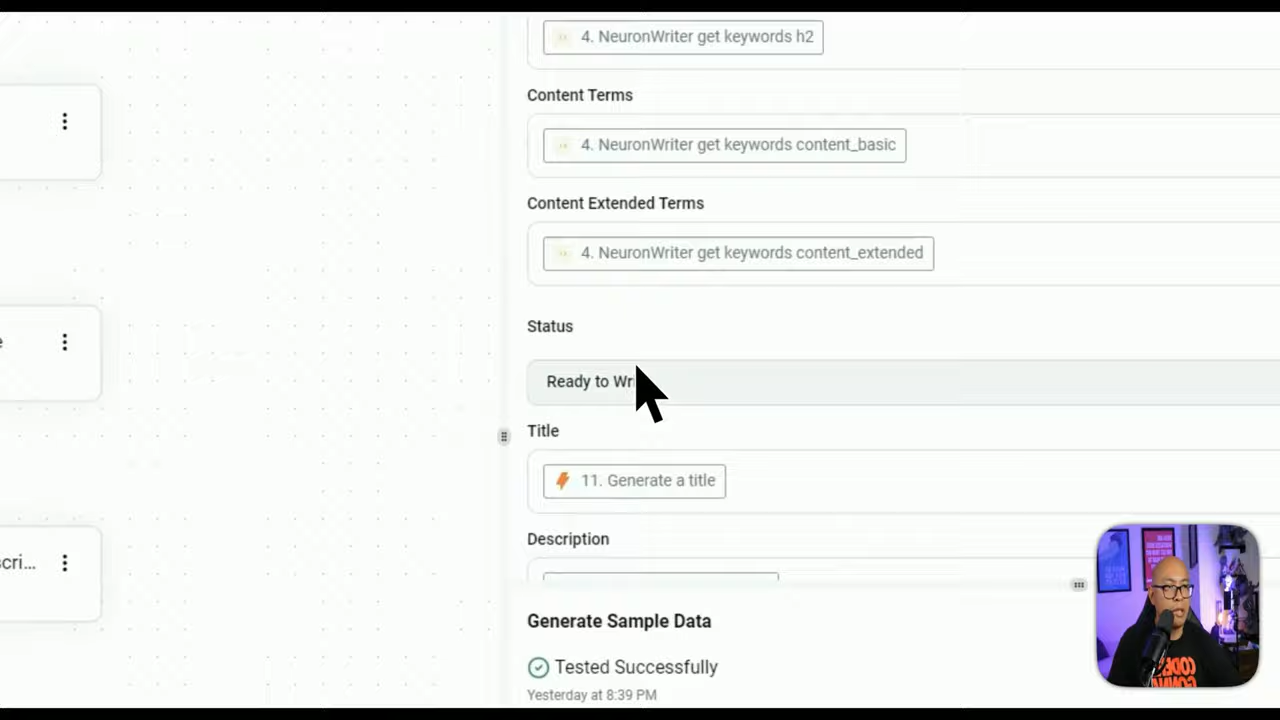 4. NeuronWriter get keywords h2
Content Terms
4. NeuronWriter get keywords content_basic
Content Extended Terms
4. NeuronWriter get keywords content_extended
Status
Ready to Wri
Title
11. Generate a title
Description
Generate Sample Data
Tested Successfully
Yesterday at 8:39 PM
e
scri...